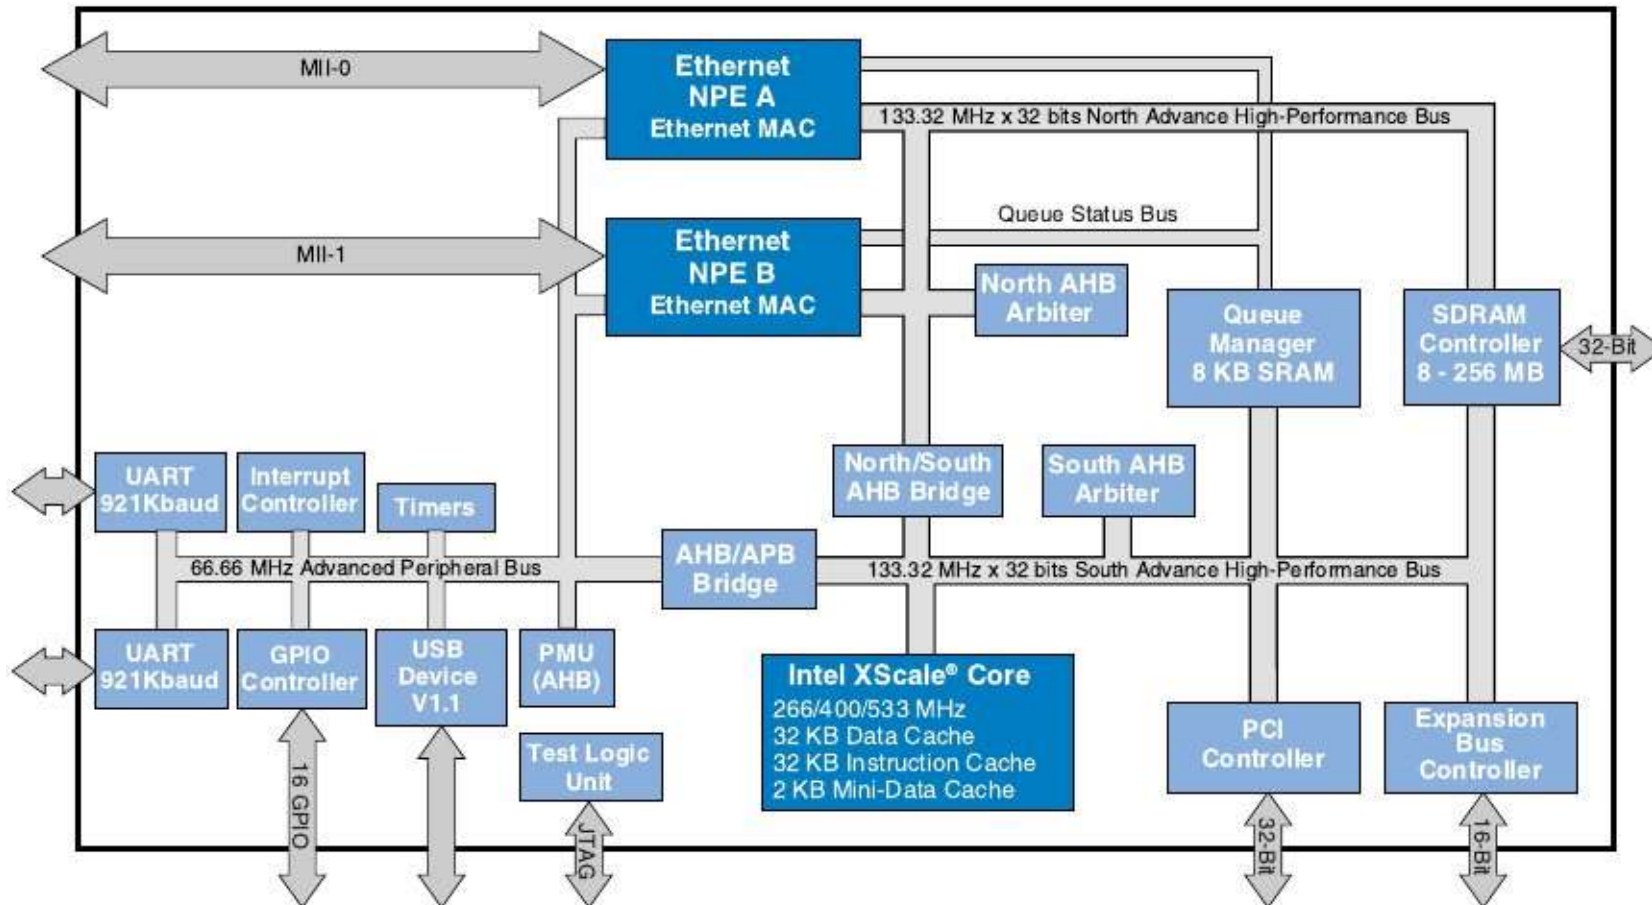 MII-0
Ethernet
NPE A
Ethernet MAC
133.32 MHz x 32 bits North Advance High-Performance Bus
Queue Status Bus
MII-1
Ethernet
NPE B
Ethernet MAC
North AHB
Arbiter
Queue
Manager
8 KB SRAM
SDRAM
Controller
8 - 256 MB
32-Bit
UART
921Kbaud
Interrupt
Controller
Timers
North/South
AHB Bridge
South AHB
Arbiter
66.66 MHz Advanced Peripheral Bus
AHB/APB
Bridge
133.32 MHz x 32 bits South Advance High-Performance Bus
UART
921Kbaud
GPIO
Controller
USB
Device
V1.1
PMU
(AHB)
Test Logic
Unit
Intel XScale® Core
266/400/533 MHz
32 KB Data Cache
32 KB Instruction Cache
2 KB Mini-Data Cache
PCI
Controller
Expansion
Bus
Controller
16 GPIO
JTAG
32-Bit
16-Bit